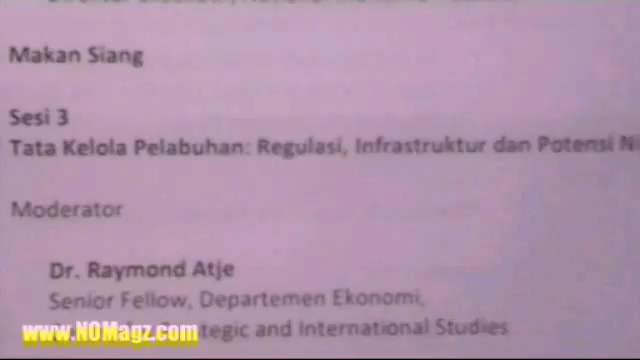 Makan Siang
Sesi 3
Tata Kelola Pelabuhan: Regulasi, Infrastruktur dan Potensi
Moderator
Dr. Raymond Atje
Senior Fellow, Departemen Ekonomi,
and International Studies
www.NOMagz.com